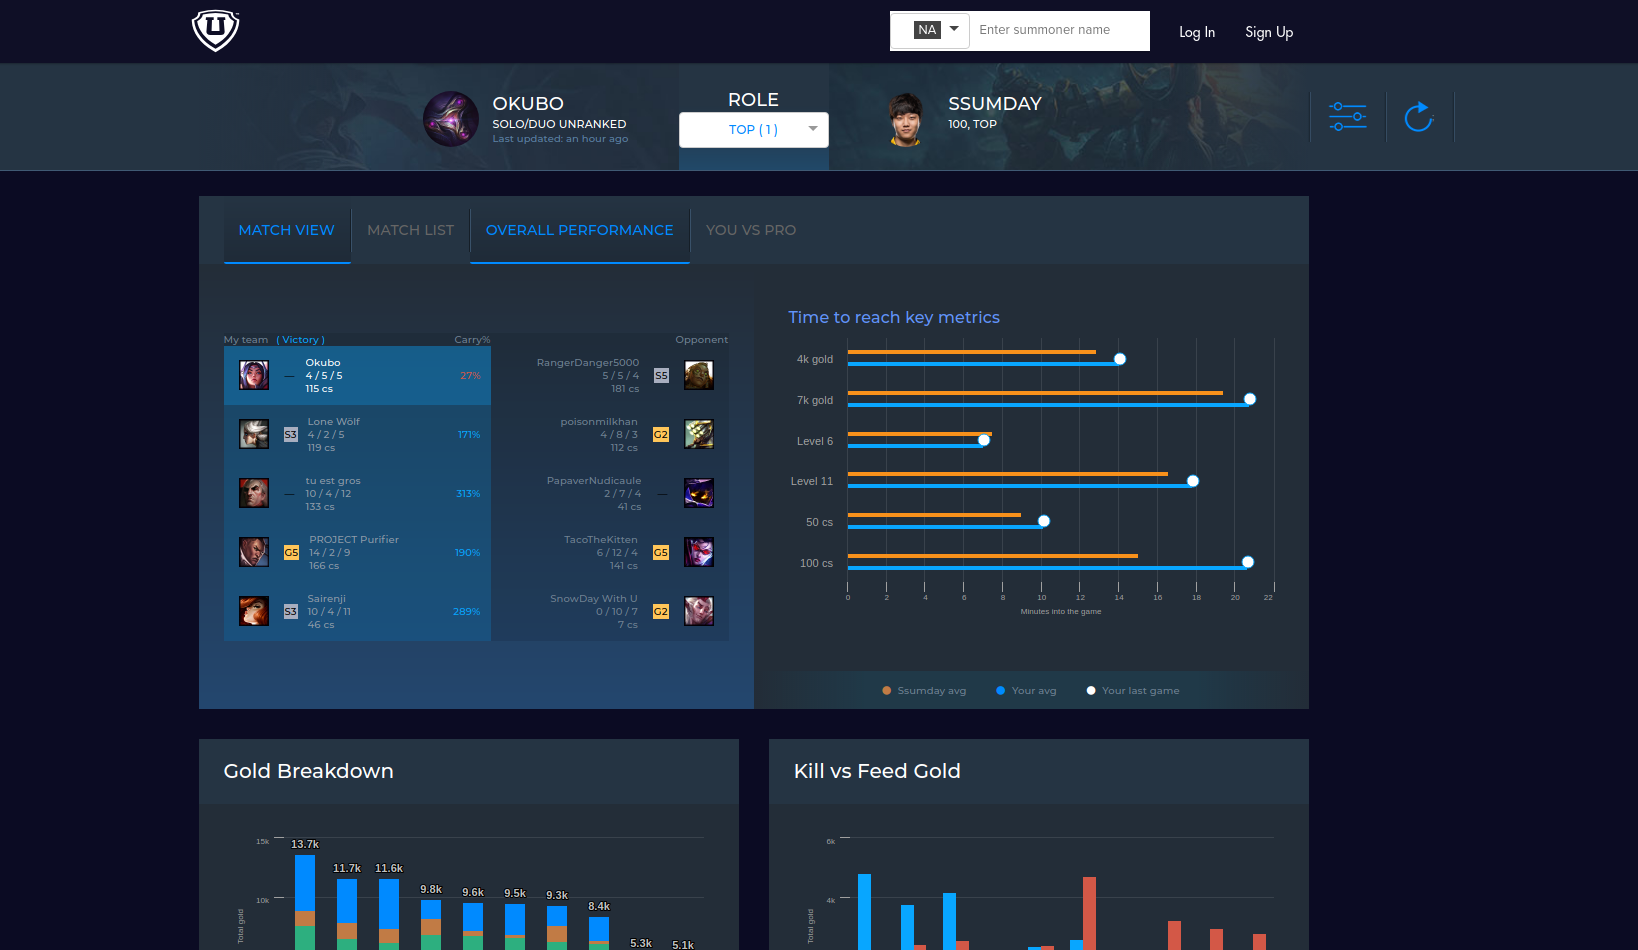 U
NA
Enter summoner name
Log In
Sign Up
OKUBO
SOLO/DUO UNRANKED
Last updated: an hour ago
ROLE
TOP ( 1 )
SSUMDAY
100, TOP
MATCH VIEW
MATCH LIST
OVERALL PERFORMANCE
YOU VS PRO
My team ( Victory )
Carry%
Opponent
Okubo
4 / 5 / 5
115 cs
27%
RangerDanger5000
5 / 5 / 4
181 cs
S5
Lone Wölf
4 / 2 / 5
119 cs
S3
171%
poisonmilkhan
4 / 8 / 3
112 cs
G2
tu est gros
10 / 4 / 12
133 cs
313%
PapaverNudicaule
2 / 7 / 4
41 cs
PROJECT Purifier
14 / 2 / 9
166 cs
G5
190%
TacoTheKitten
6 / 12 / 4
141 cs
G5
Sairenji
10 / 4 / 11
46 cs
S3
289%
SnowDay With U
0 / 10 / 7
7 cs
G2
Time to reach key metrics
4k gold
7k gold
Level 6
Level 11
50 cs
100 cs
0 2 4 6 8 10 12 14 16 18 20 22
Minutes into the game
Ssumday avg
Your avg
Your last game
Gold Breakdown
15k
10k
Total gold
13.7k
11.7k
11.6k
9.8k
9.6k
9.5k
9.3k
8.4k
5.3k
5.1k
Kill vs Feed Gold
6k
4k
Total gold